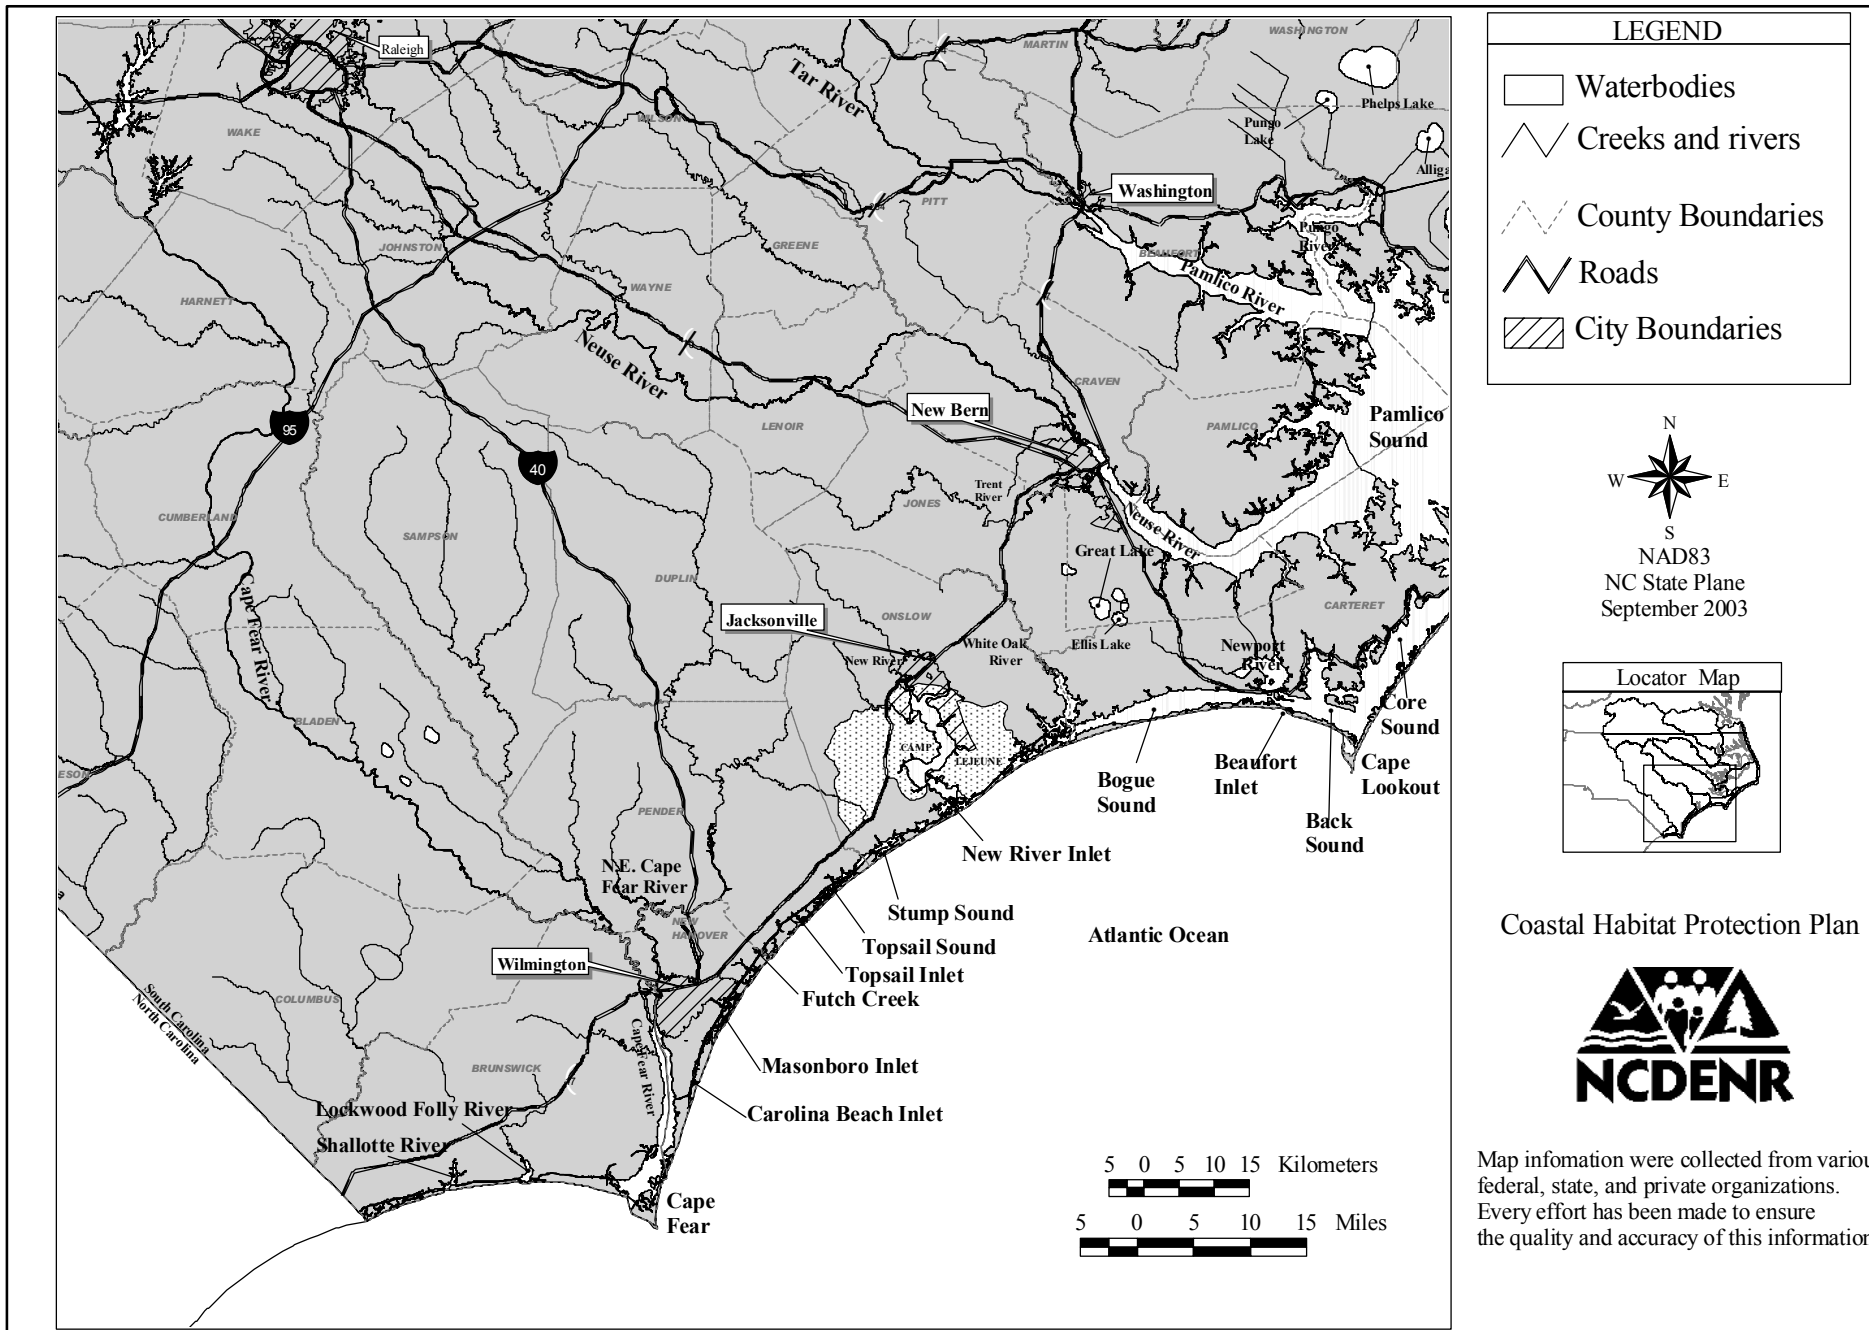 LEGEND
Waterbodies
Creeks and rivers
County Boundaries
Roads
City Boundaries
N
W E
S
NAD83
NC State Plane
September 2003
Locator Map
Coastal Habitat Protection Plan
NCDENR
Map infomation were collected from variou
federal, state, and private organizations.
Every effort has been made to ensure
the quality and accuracy of this information
Raleigh
MARTIN
WASHINGTON
Tar River
Phelps Lake
Pungo
Lake
Alliga
WAKE
WILSON
Washington
PITT
JOHNSTON
GREENE
BEAUFORT
Pungo
River
Pamlico River
HARNETT
WAYNE
Neuse River
CRAVEN
New Bern
Pamlico
Sound
95
LENOIR
PAMLICO
40
Trent
River
JONES
CUMBERLAND
SAMPSON
Neuse River
Great Lake
DUPLIN
Cape Fear River
Jacksonville
ONSLOW
CARTERET
White Oak
River
Ellis Lake
Newport
River
New River
BLADEN
Core
Sound
CAMP
LEJEUNE
ESON
Bogue
Sound
Beaufort
Inlet
Cape
Lookout
PENDER
Back
Sound
New River Inlet
N.E. Cape
Fear River
Stump Sound
NEW
HANOVER
Topsail Sound
Atlantic Ocean
Wilmington
Topsail Inlet
Futch Creek
South Carolina
North Carolina
COLUMBUS
Cape Fear River
BRUNSWICK
Masonboro Inlet
Lockwood Folly River
Carolina Beach Inlet
Shallotte River
Cape
Fear
5 0 5 10 15 Kilometers
5 0 5 10 15 Miles